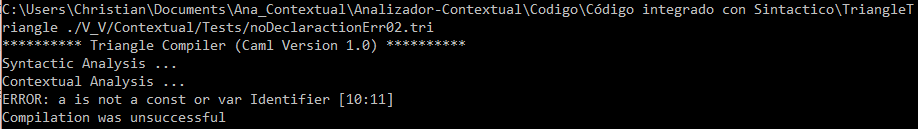 C:\Users\Christian\Documents\Ana_Contextual\Analizador-Contextual\Codigo\Código integrado con Sintactico\TriangleT
riangle ./V_V/Contextual/Tests/noDeclaractionErr02.tri
********** Triangle Compiler (Caml Version 1.0) **********
Syntactic Analysis ...
Contextual Analysis ...
ERROR: a is not a const or var Identifier [10:11]
Compilation was unsuccessful